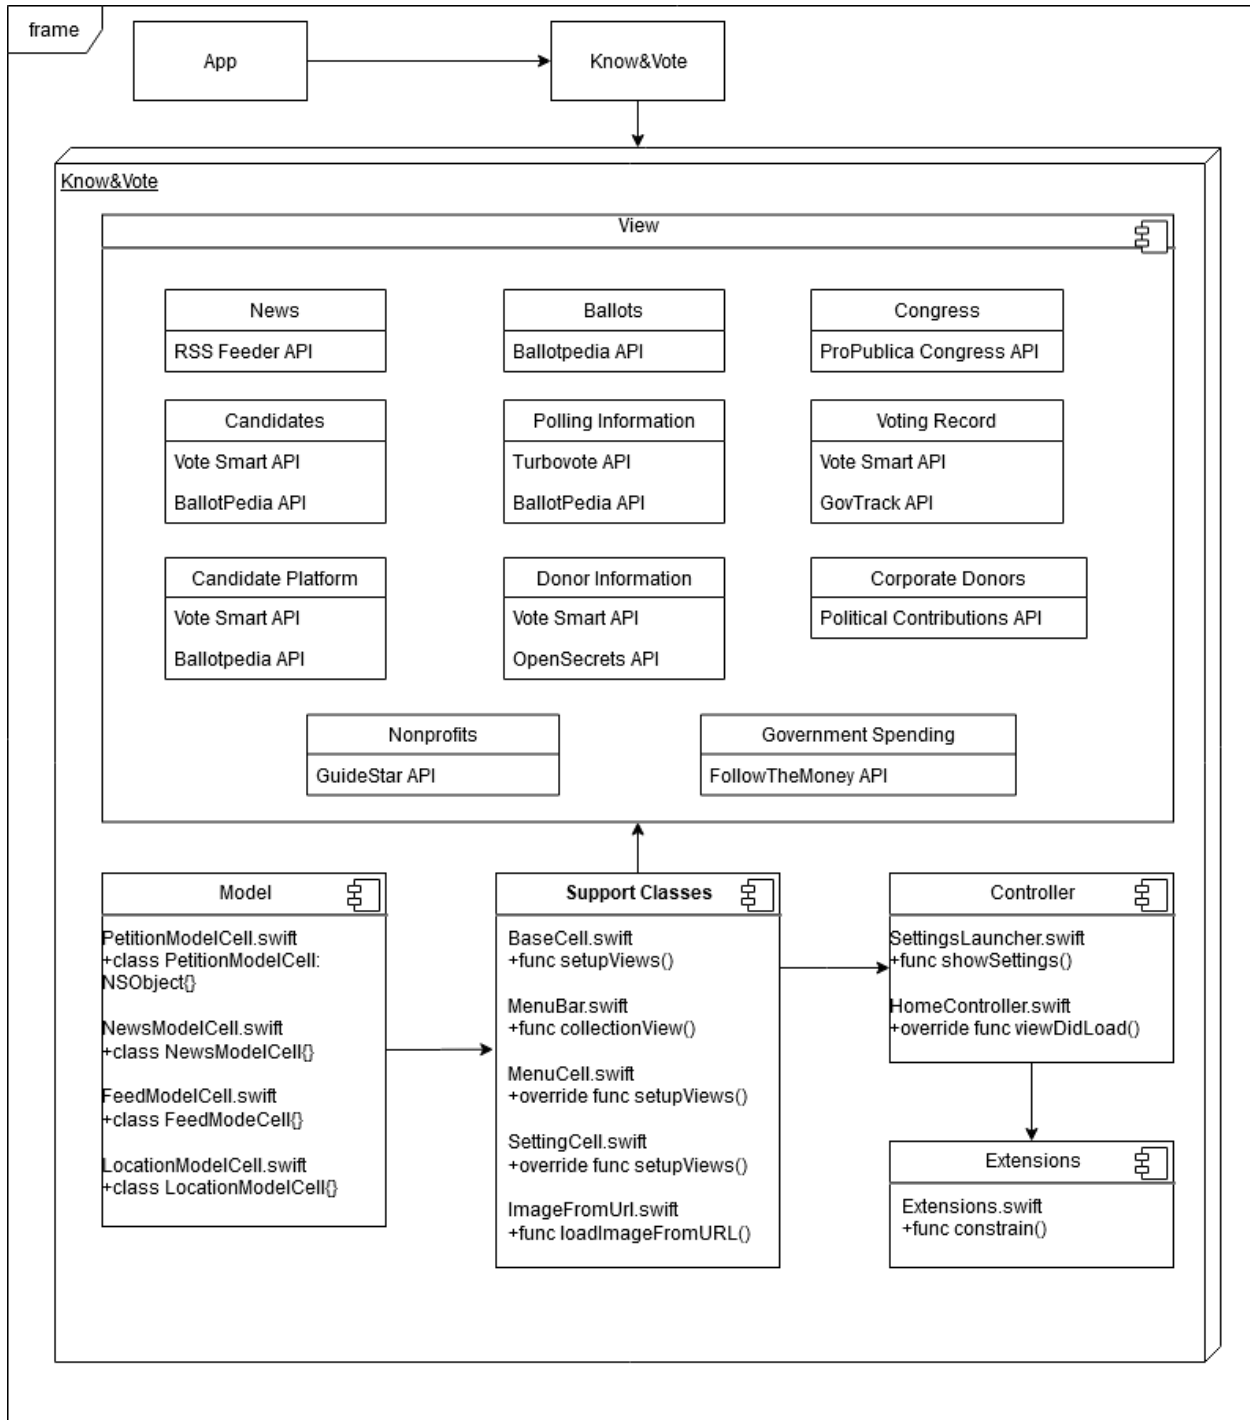 frame
App
Know&Vote
Know&Vote
View
News
RSS Feeder API
Ballots
Ballotpedia API
Congress
ProPublica Congress API
Candidates
Vote Smart API
BallotPedia API
Polling Information
Turbovote API
BallotPedia API
Voting Record
Vote Smart API
GovTrack API
Candidate Platform
Vote Smart API
Ballotpedia API
Donor Information
Vote Smart API
OpenSecrets API
Corporate Donors
Political Contributions API
Nonprofits
GuideStar API
Government Spending
FollowTheMoney API
Model
PetitionModelCell.swift
+class PetitionModelCell:
NSObject{}
NewsModelCell.swift
+class NewsModelCell{}
FeedModelCell.swift
+class FeedModeCell{}
LocationModelCell.swift
+class LocationModelCell{}
Support Classes
BaseCell.swift
+func setupViews()
MenuBar.swift
+func collectionView()
MenuCell.swift
+override func setupViews()
SettingCell.swift
+override func setupViews()
ImageFromUrl.swift
+func loadImageFromURL()
Controller
SettingsLauncher.swift
+func showSettings()
HomeController.swift
+override func viewDidLoad()
Extensions
Extensions.swift
+func constrain()